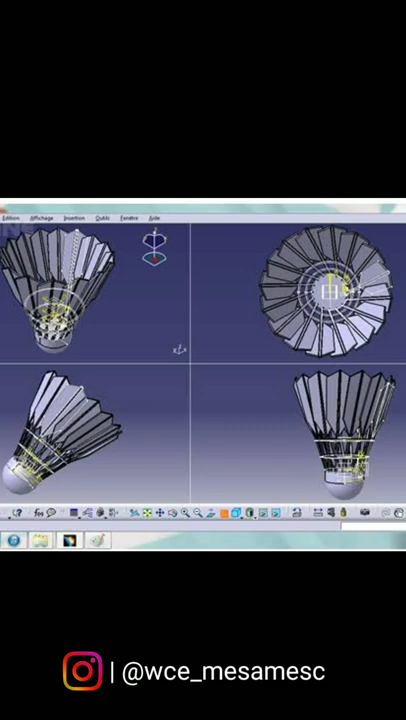 Edition Affichage Insertion Outils Fenêtre Aide
| @wce_mesamesc